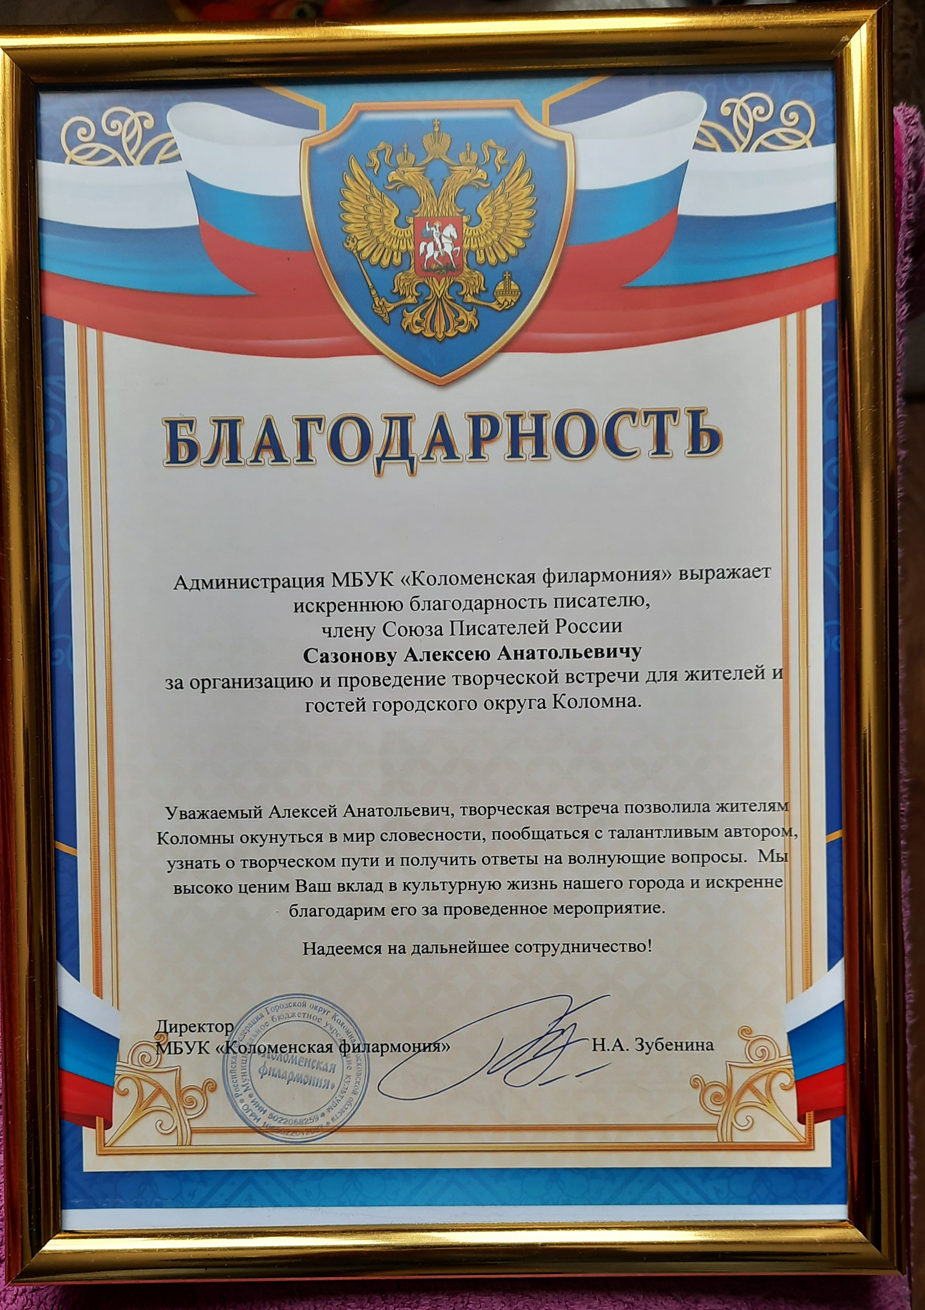 БЛАГОДАРНОСТЬ
Администрация МБУК «Коломенская филармония» выражает
искреннюю благодарность писателю,
члену Союза Писателей России
Сазонову Алексею Анатольевичу
за организацию и проведение творческой встречи для жителей и
гостей городского округа Коломна.
Уважаемый Алексей Анатольевич, творческая встреча позволила жителям
Коломны окунуться в мир словесности, пообщаться с талантливым автором,
узнать о творческом пути и получить ответы на волнующие вопросы. Мы
высоко ценим Ваш вклад в культурную жизнь нашего города и искренне
благодарим его за проведенное мероприятие.
Надеемся на дальнейшее сотрудничество!
Директор
МБУК «Коломенская филармония»
Н.А. Зубенина
«Коломенская
филармония»